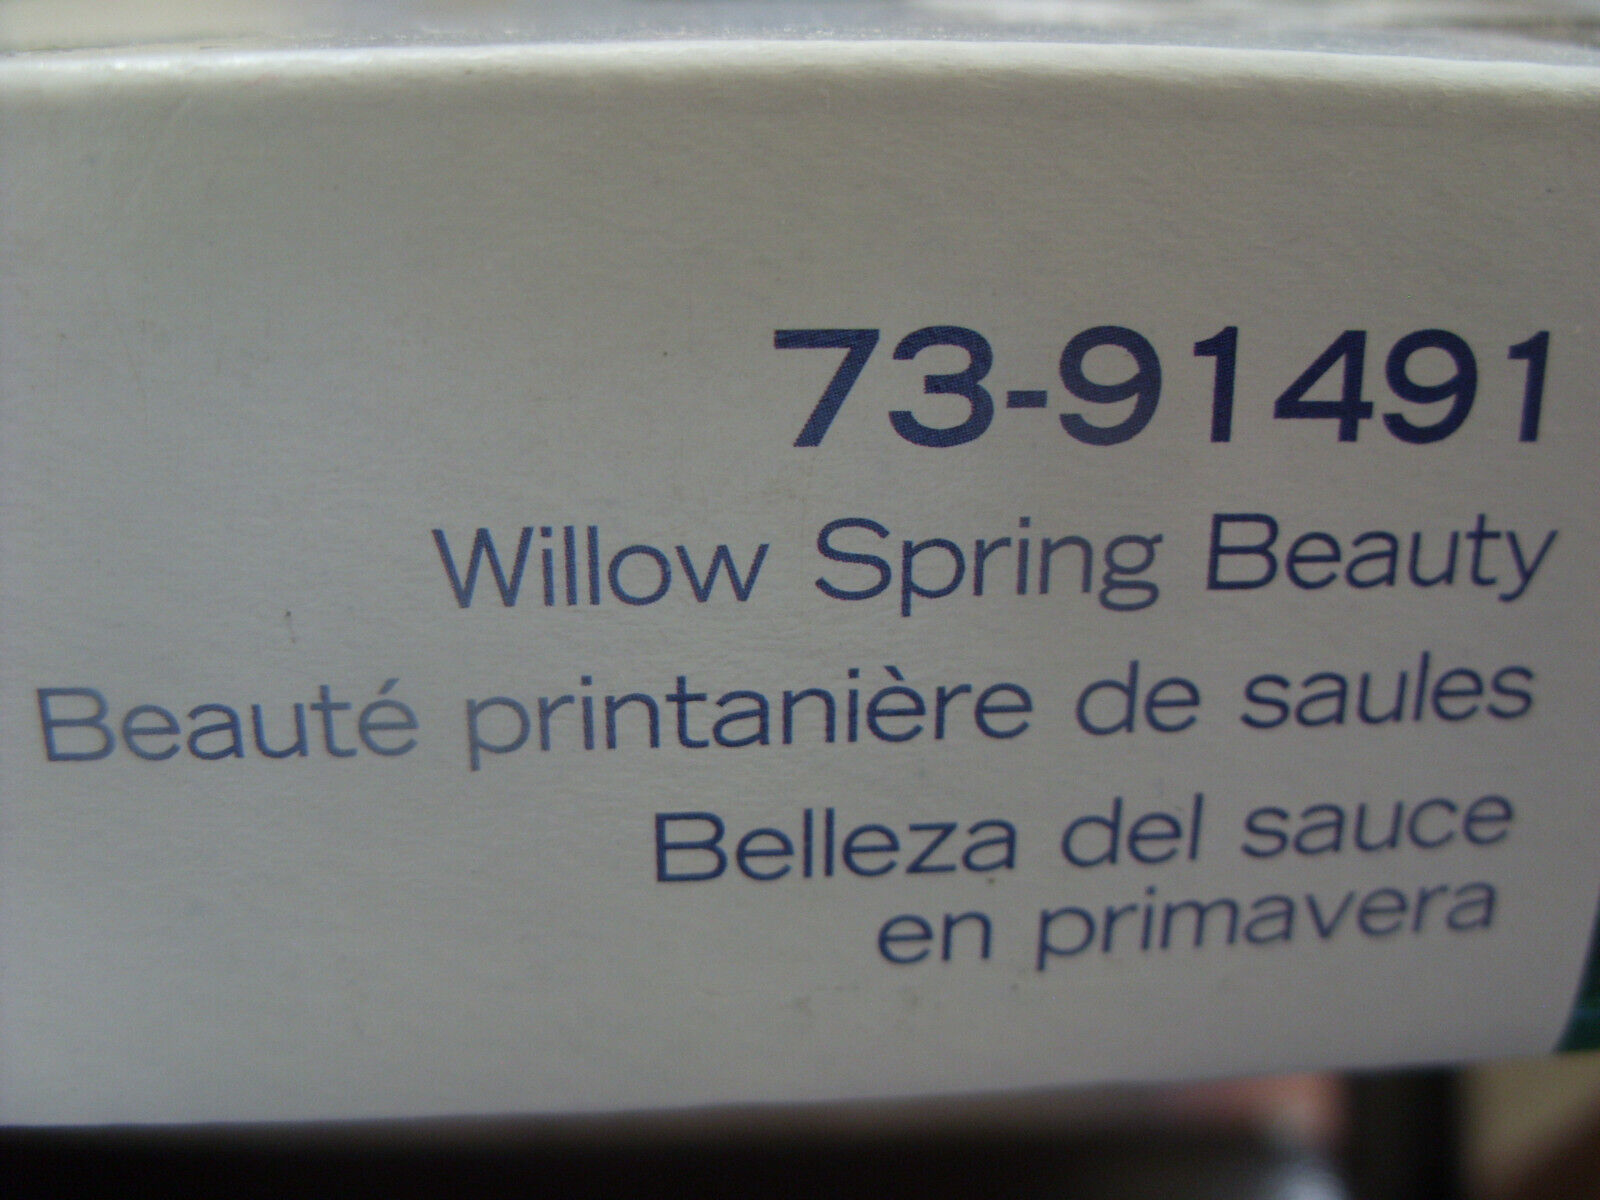 73-91491
Willow Spring Beauty
Beauté printanière de saules
Belleza del sauce
en primavera